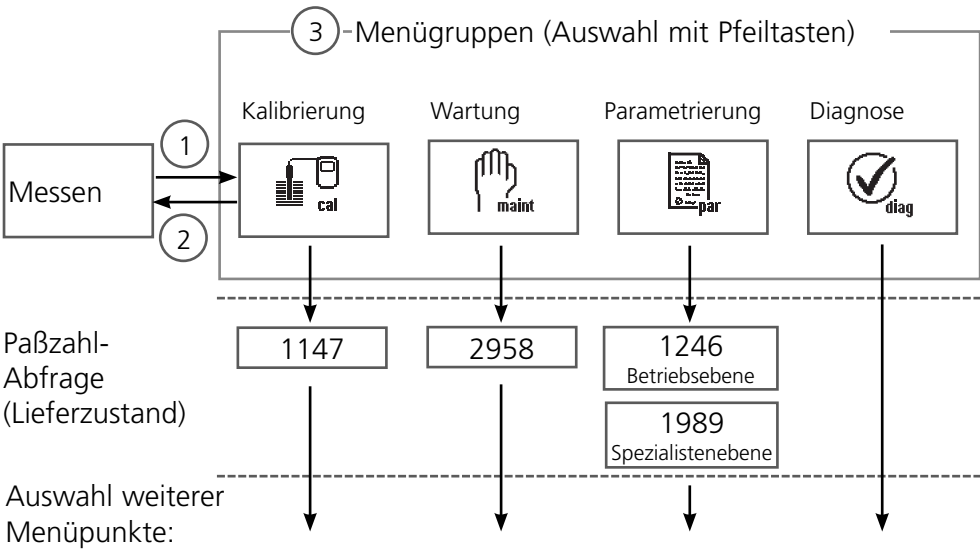 3 Menügruppen (Auswahl mit Pfeiltasten)
Kalibrierung Wartung Parametrierung Diagnose
1
Messen
cal maint par diag
2
Paßzahl-
Abfrage
(Lieferzustand)
1147 2958 1246
Betriebsebene
1989
Spezialistenebene
Auswahl weiterer
Menüpunkte: